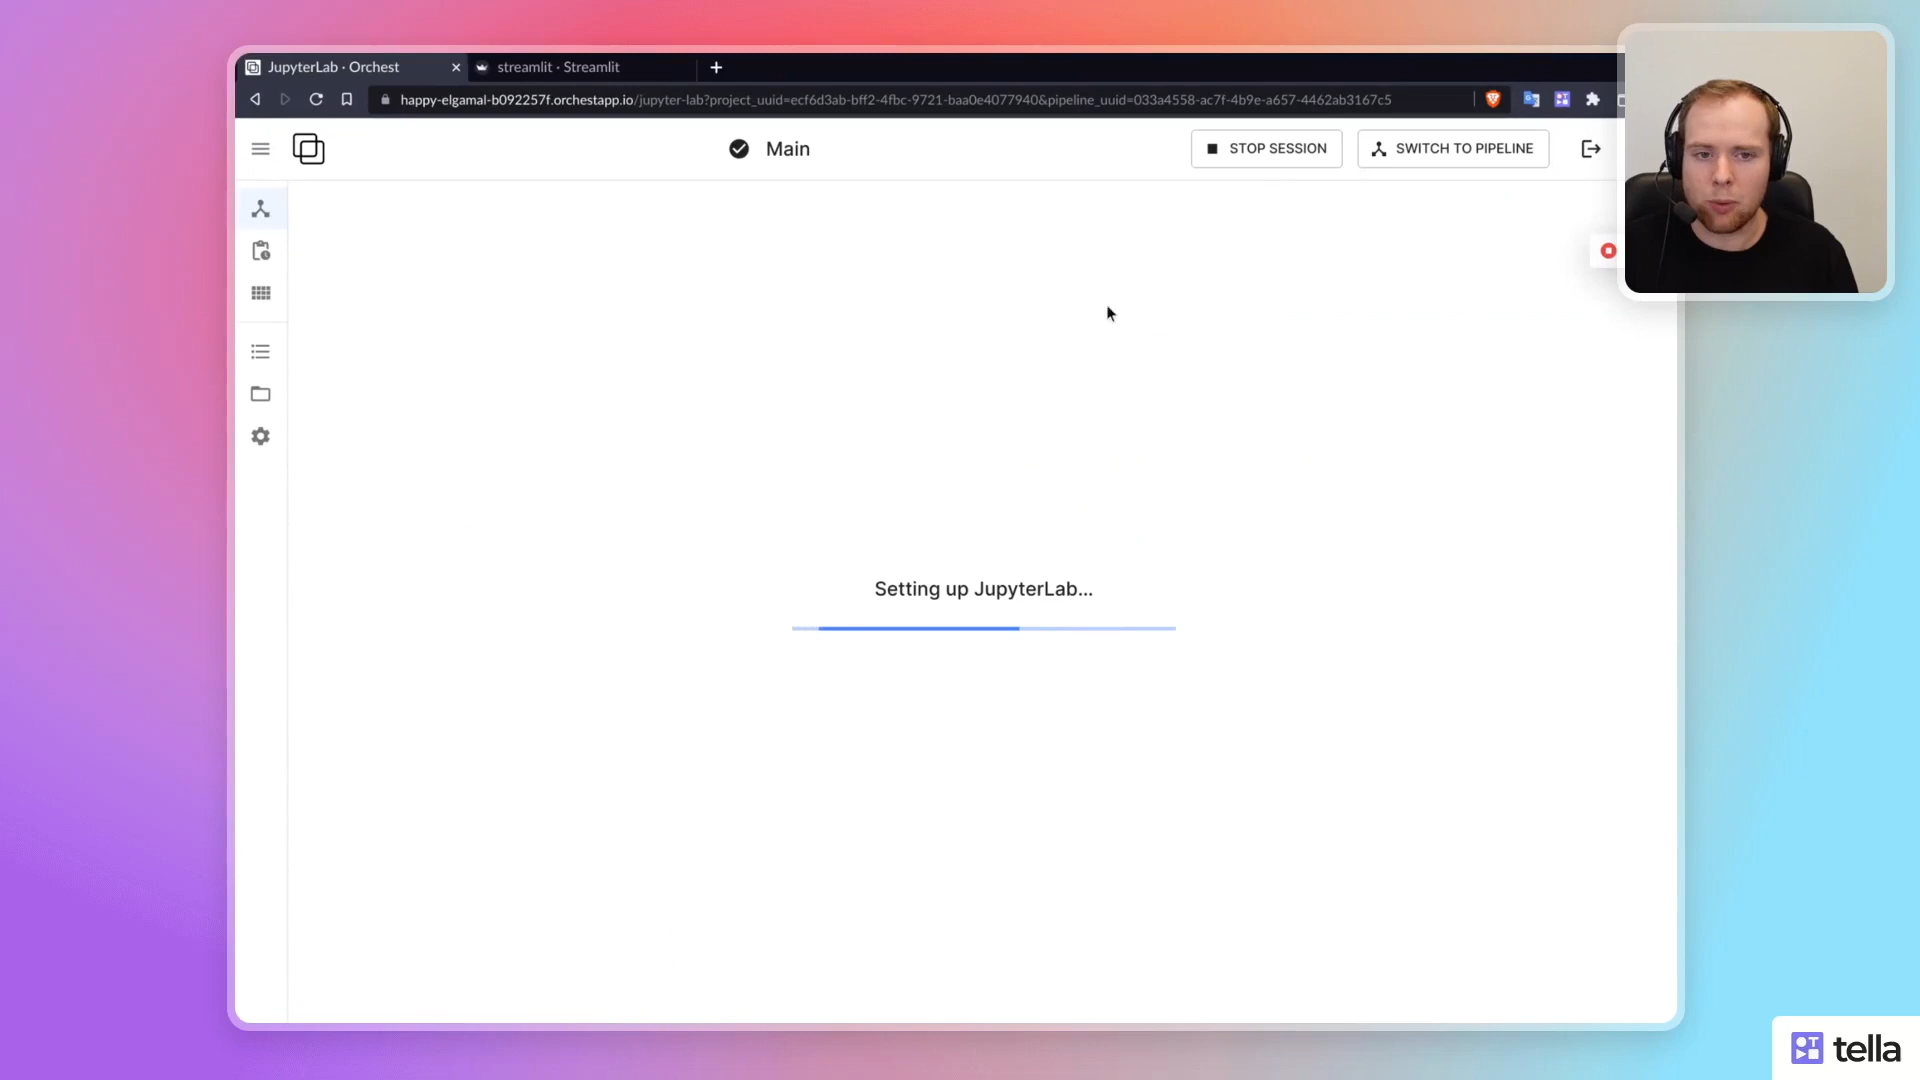 JupyterLab · Orchest
streamlit · Streamlit
happy-elgamal-b092257f.orchestapp.io/jupyter-lab?project_uuid=ecf6d3ab-bff2-4fbc-9721-baa0e4077940&pipeline_uuid=033a4558-ac7f-4b9e-a657-4462ab3167c5
Main
STOP SESSION
SWITCH TO PIPELINE
Setting up JupyterLab...
tella